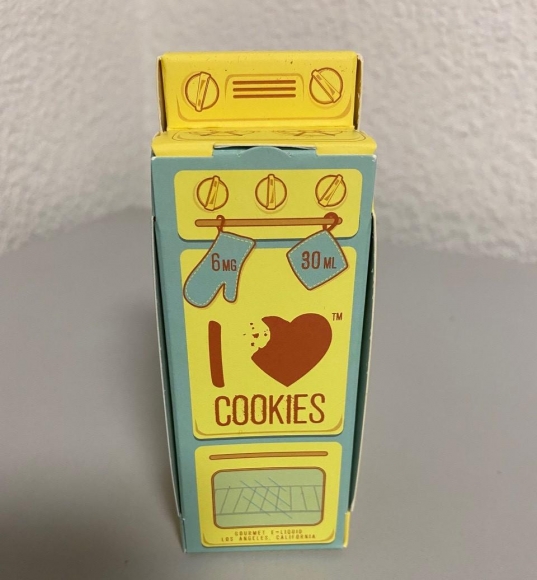 6MG 30 ML
I ™
COOKIES
GOURMET E-LIQUID
LOS ANGELES, CALIFORNIA